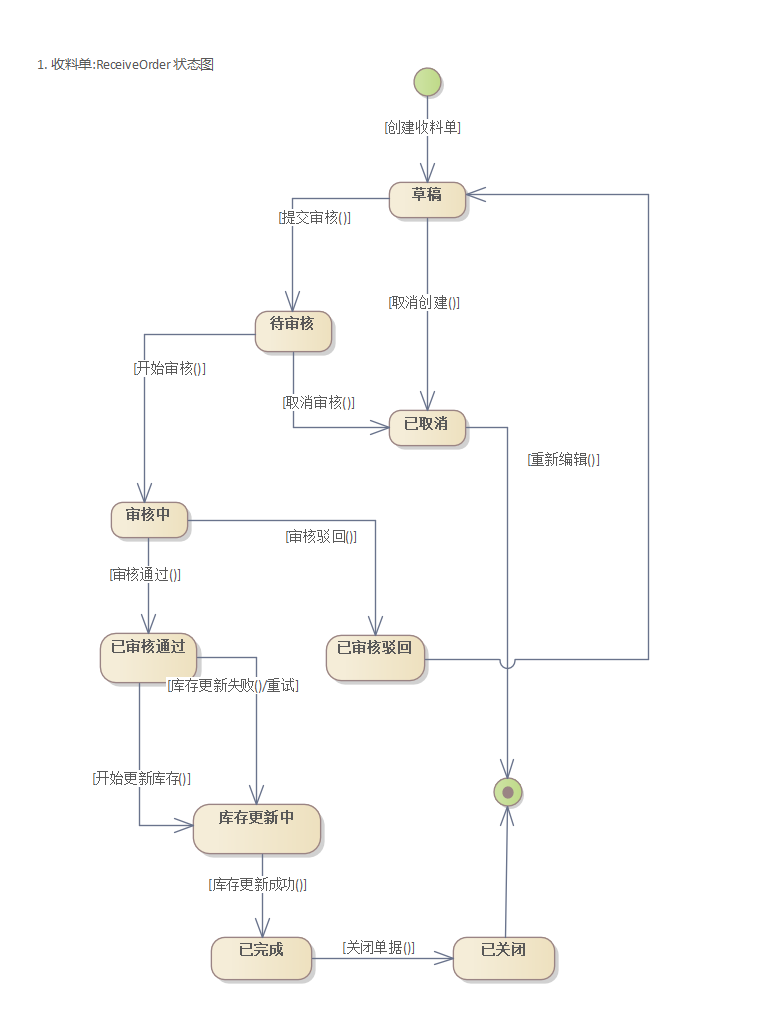 1. 收料单:ReceiveOrder 状态图
[创建收料单]
草稿
[提交审核()]
[取消创建()]
待审核
[开始审核()]
[取消审核()]
已取消
[重新编辑()]
审核中
[审核驳回()]
[审核通过()]
已审核通过
已审核驳回
[库存更新失败()/重试]
[开始更新库存()]
库存更新中
[库存更新成功()]
已完成
[关闭单据()]
已关闭